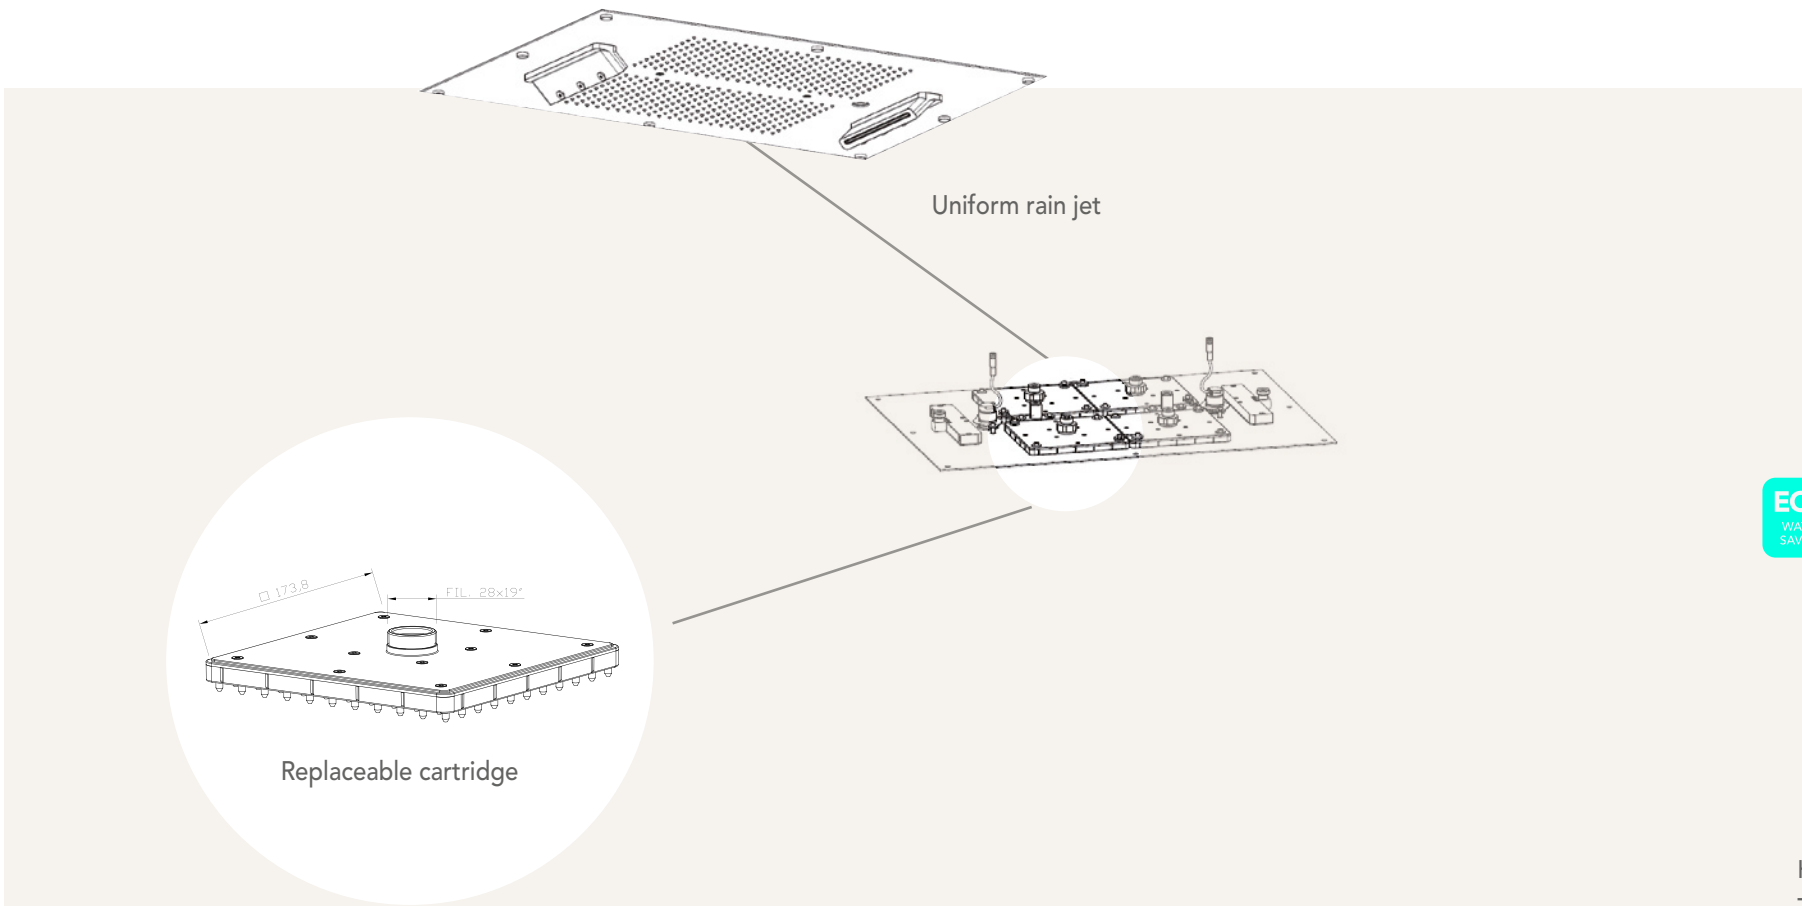 Uniform rain jet
□ 173,8
FIL. 28x19"
Replaceable cartridge